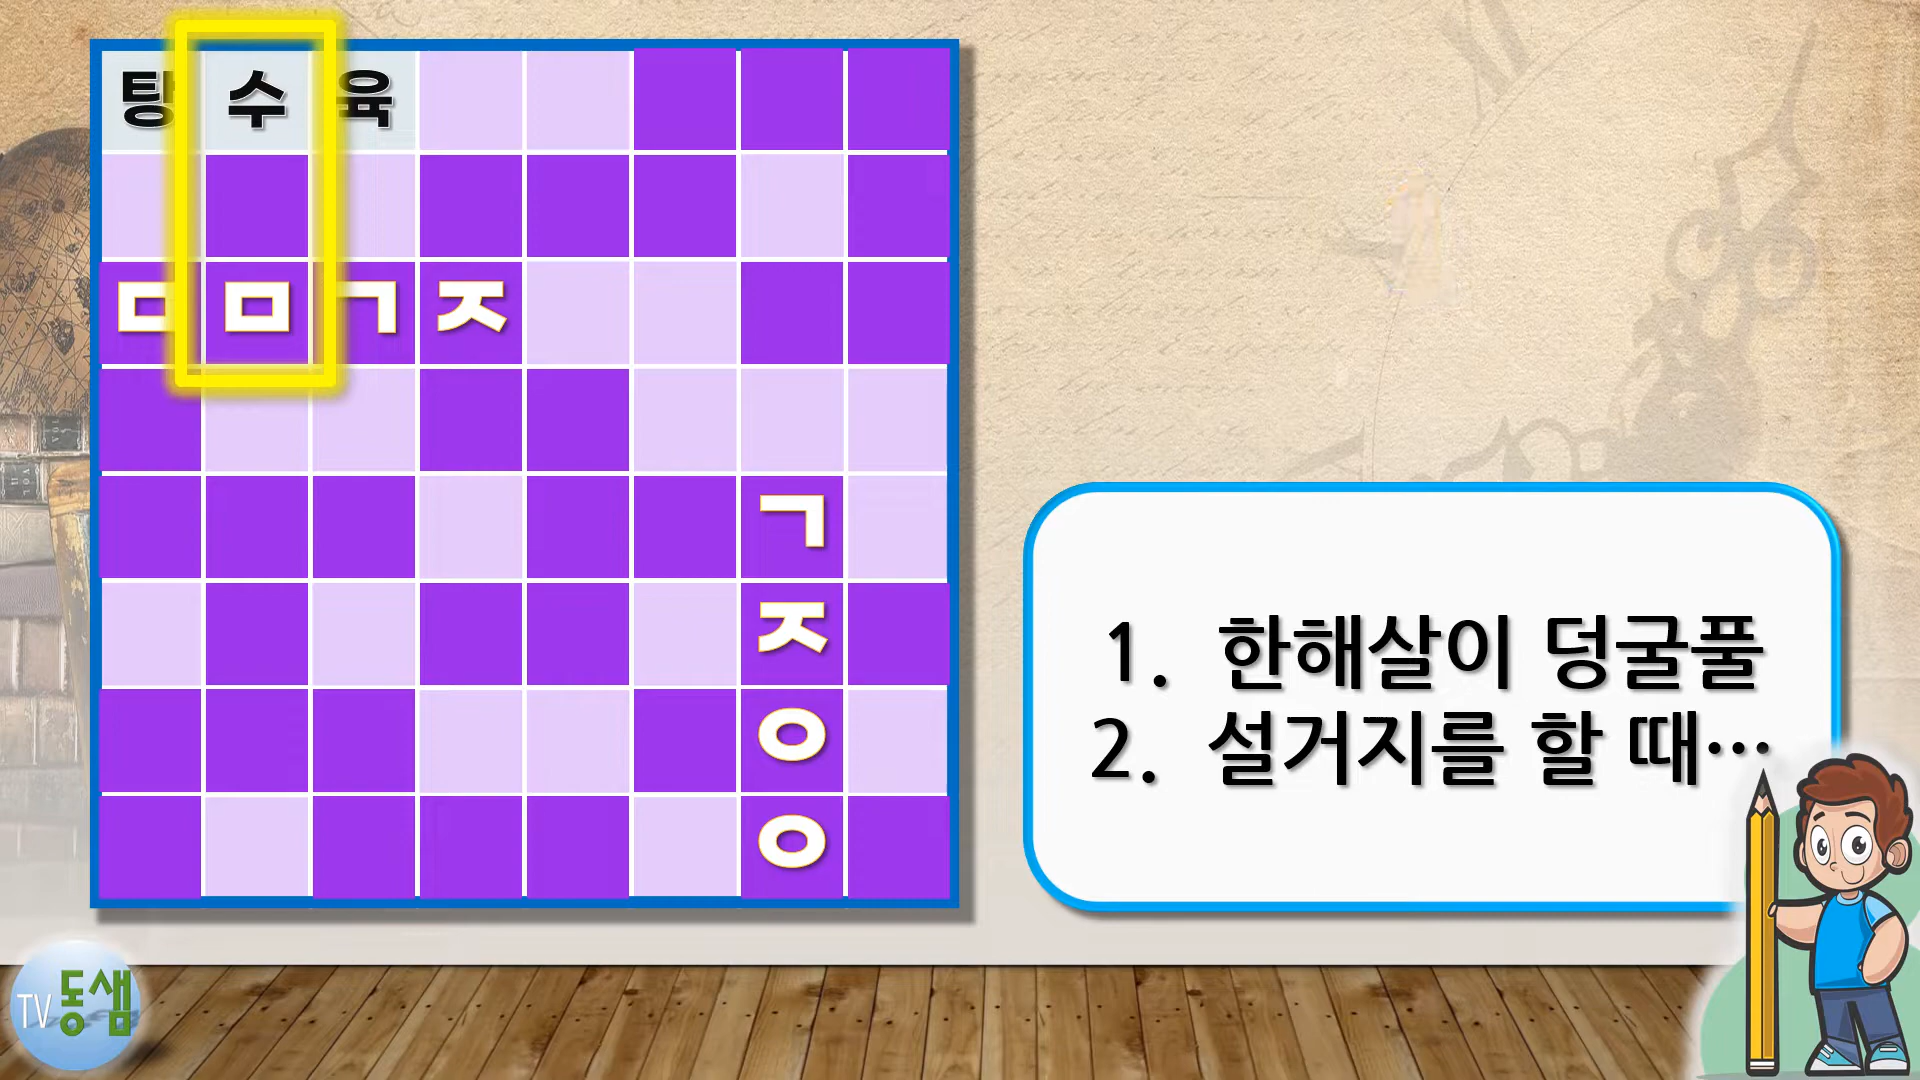 탕 수 육
ㅁ ㅁ ㄱ ㅈ
ㄱ
ㅈ
ㅇ
ㅇ
1. 한해살이 덩굴풀
2. 설거지를 할 때…
TV 동샘